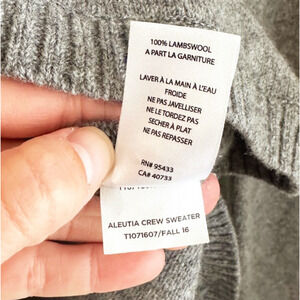 100% LAMBSWOOL
A PART LA GARNITURE
LAVER À LA MAIN À L'EAU
FROIDE
NE PAS JAVELLISER
NE LE TORDEZ PAS
SECHER À PLAT
NE PAS REPASSER
RN# 95433
CA# 40733
ALEUTIA CREW SWEATER
T1071607/FALL 16